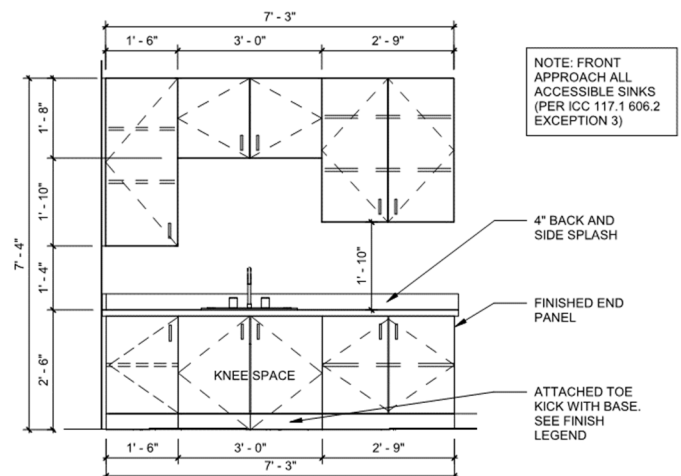 7' - 3"
1' - 6"
3' - 0"
2' - 9"
NOTE: FRONT
APPROACH ALL
ACCESSIBLE SINKS
(PER ICC 117.1 606.2
EXCEPTION 3)
1' - 8"
1' - 10"
7' - 4"
1' - 4"
2' - 6"
1' - 10"
4" BACK AND
SIDE SPLASH
FINISHED END
PANEL
KNEE SPACE
ATTACHED TOE
KICK WITH BASE.
SEE FINISH
LEGEND
1' - 6"
3' - 0"
2' - 9"
7' - 3"